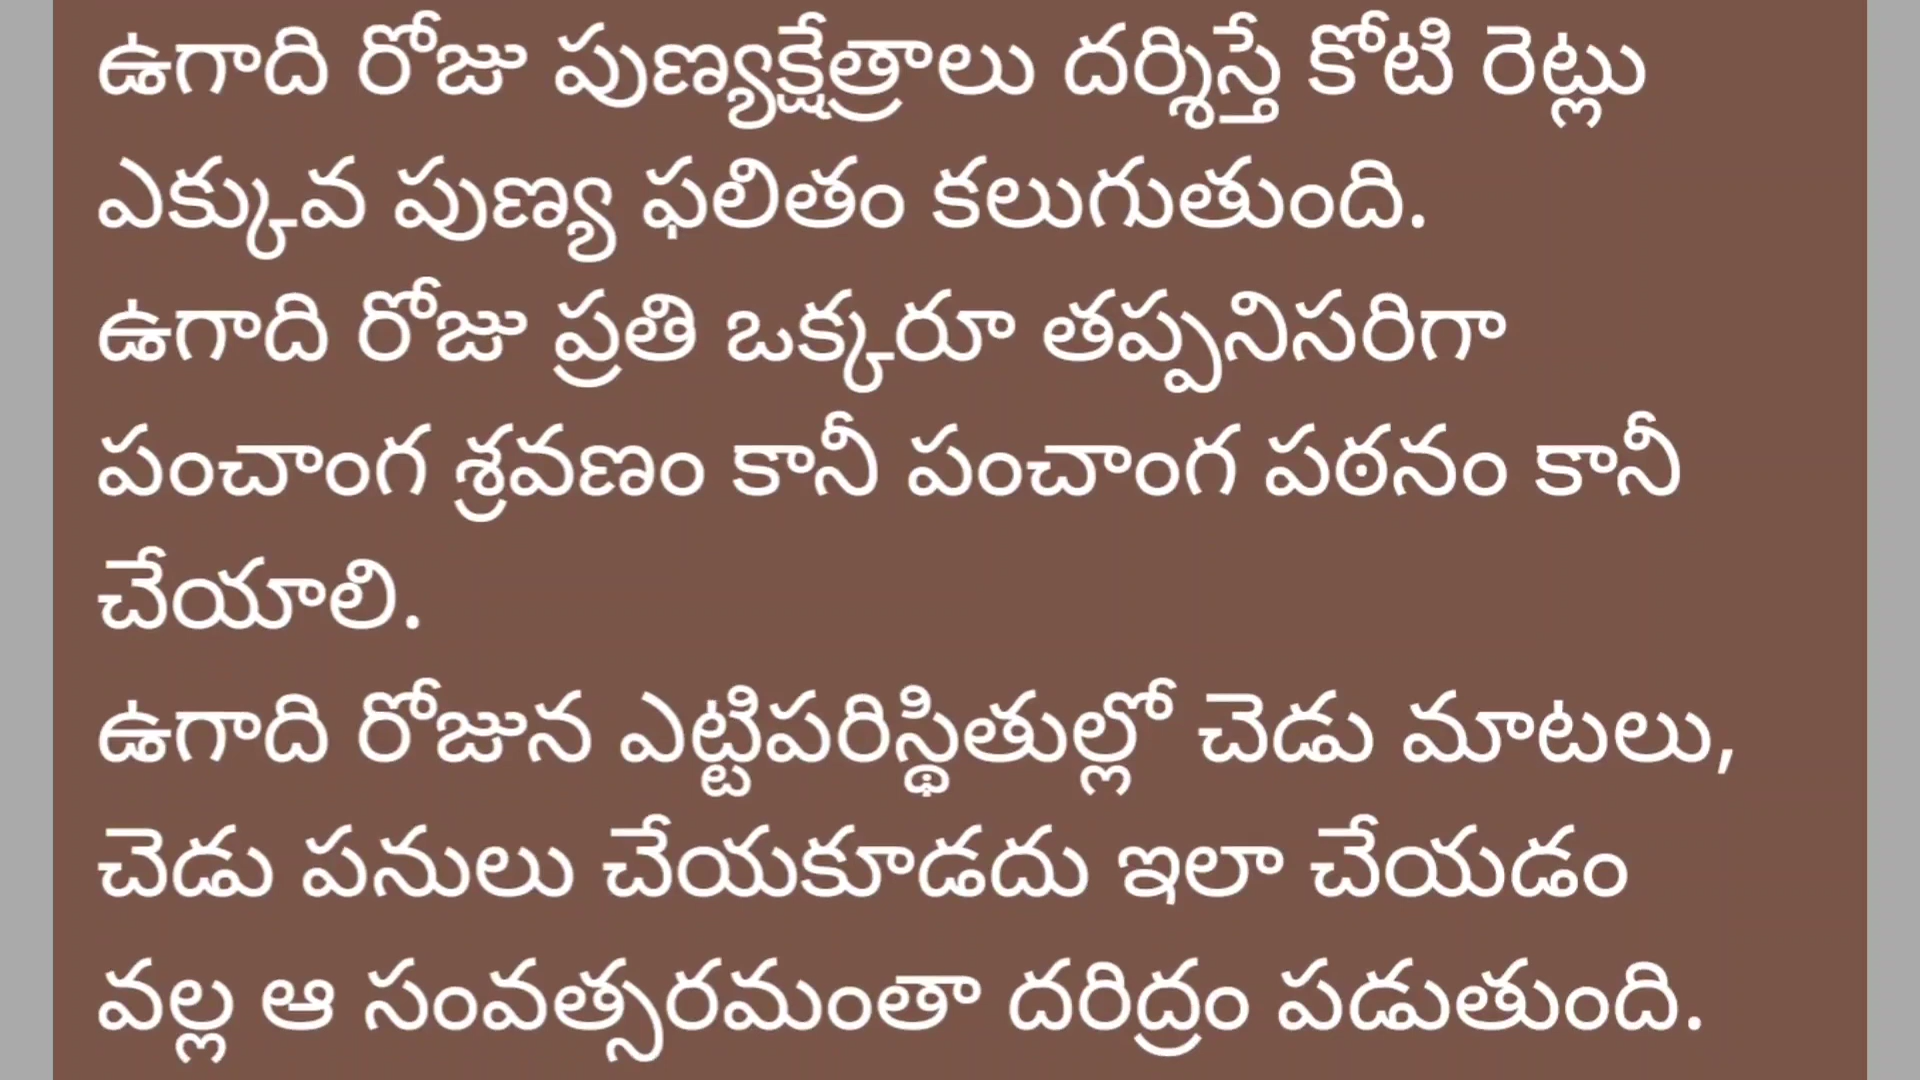 ఉగాది రోజు పుణ్యక్షేత్రాలు దర్శిస్తే కోటి రెట్లు
ఎక్కువ పుణ్య ఫలితం కలుగుతుంది.
ఉగాది రోజు ప్రతి ఒక్కరూ తప్పనిసరిగా
పంచాంగ శ్రవణం కానీ పంచాంగ పఠనం కానీ
చేయాలి.
ఉగాది రోజున ఎట్టిపరిస్థితుల్లో చెడు మాటలు,
చెడు పనులు చేయకూడదు ఇలా చేయడం
వల్ల ఆ సంవత్సరమంతా దరిద్రం పడుతుంది.